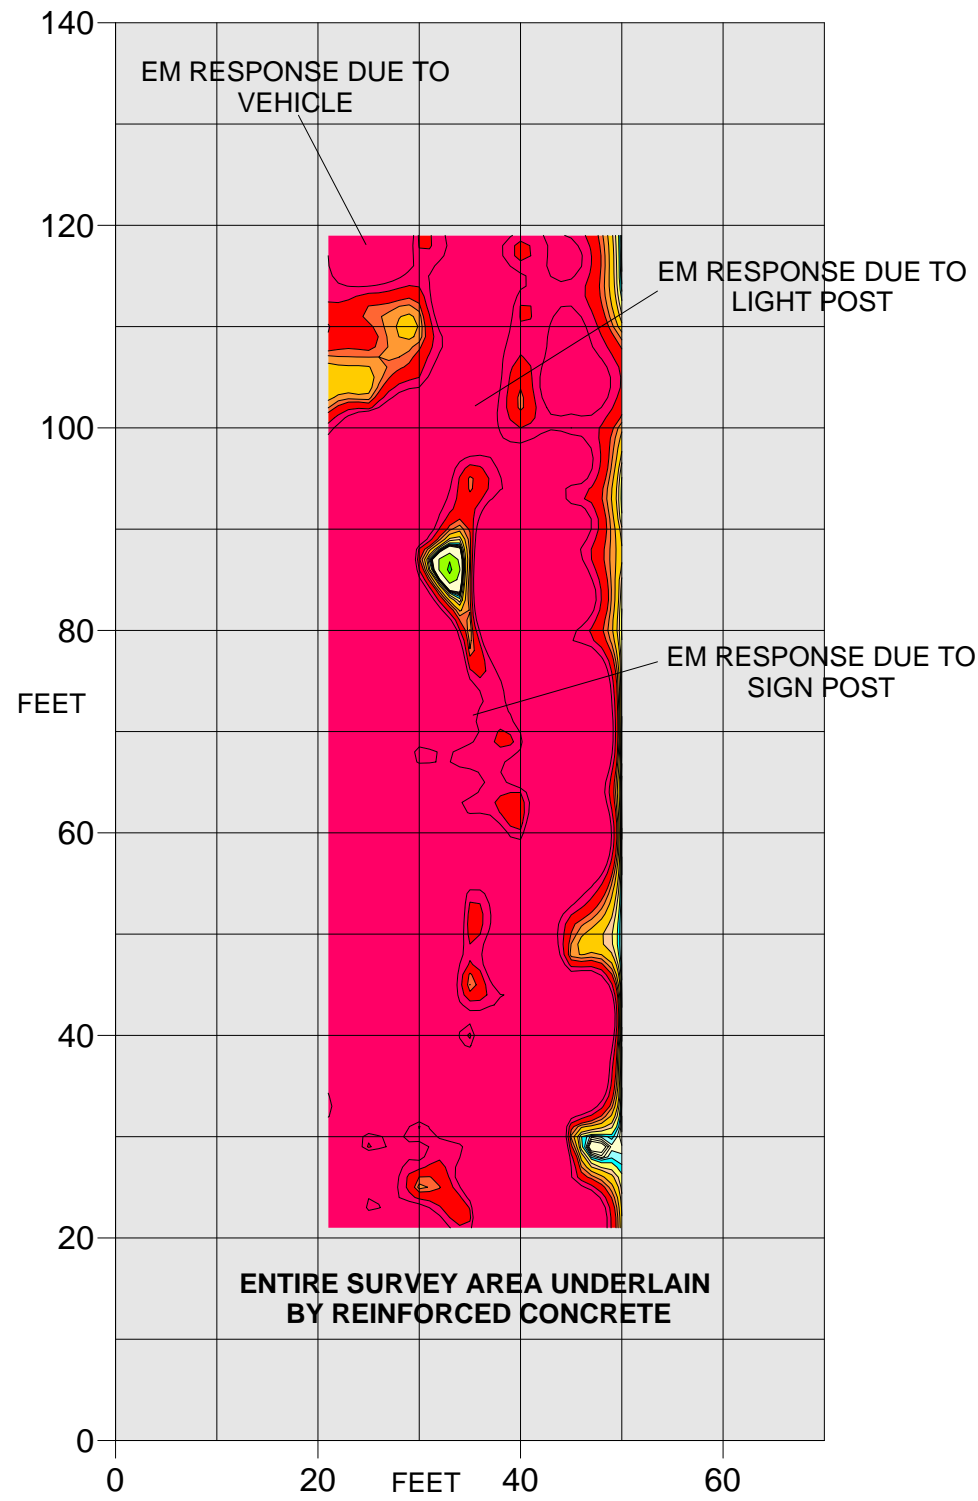 140
EM RESPONSE DUE TO
VEHICLE
120
EM RESPONSE DUE TO
LIGHT POST
100
80
EM RESPONSE DUE TO
SIGN POST
FEET
60
40
20
ENTIRE SURVEY AREA UNDERLAIN
BY REINFORCED CONCRETE
0
0 20 FEET 40 60